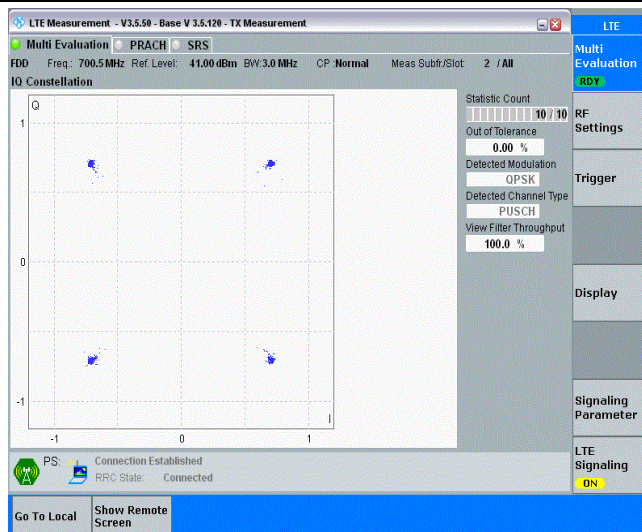 LTE Measurement - V3.5.50 - Base V 3.5.120 - TX Measurement
LTE
Multi Evaluation PRACH SRS
Multi
Evaluation
RDY
FDD Freq.: 700.5 MHz Ref. Level: 41.00 dBm BW:3.0 MHz CP :Normal Meas Subfr./Slot: 2 / All
IQ Constellation
Q
1
0
-1
-1 0 1
I
Statistic Count
10 / 10
Out of Tolerance
0.00 %
Detected Modulation
QPSK
Detected Channel Type
PUSCH
View Filter Throughput
100.0 %
RF
Settings
Trigger
Display
Signaling
Parameter
LTE
Signaling
ON
PS:
Connection Established
RRC State: Connected
Go To Local
Show Remote
Screen